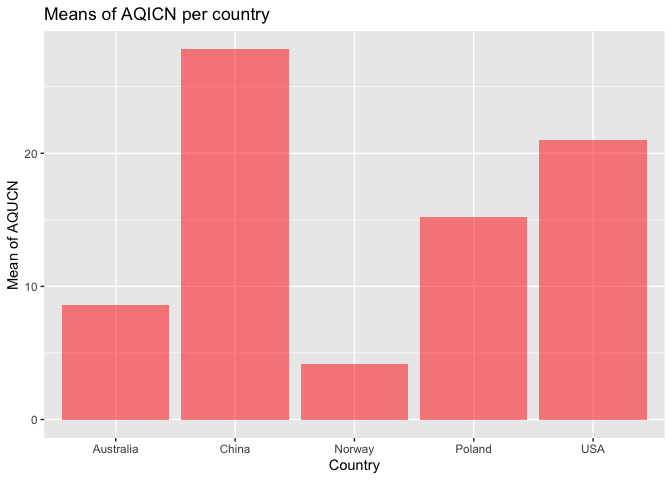 Means of AQICN per country
Mean of AQUCN
20
10
0
Australia China Norway Poland USA
Country